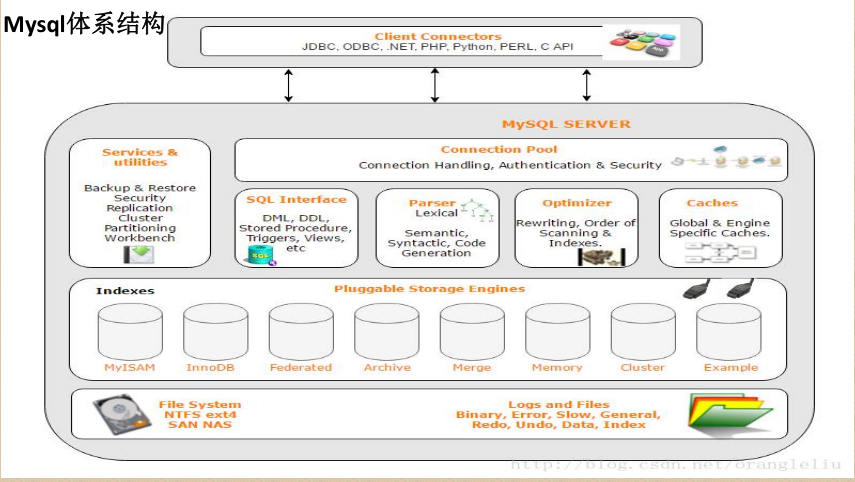 Mysql体系结构
Client Connectors
JDBC, ODBC, .NET, PHP, Python, PERL, C API
MySQL SERVER
Services &
utilities
Backup & Restore
Security
Replication
Cluster
Partitioning
Workbench
Connection Pool
Connection Handling, Authentication & Security
SQL Interface
DML, DDL,
Stored Procedure,
Triggers, Views,
etc
SQL
Parser
Lexical
Semantic,
Syntactic, Code
Generation
Optimizer
Rewriting, Order of
Scanning &
Indexes.
Caches
Global & Engine
Specific Caches.
Indexes
Pluggable Storage Engines
MyISAM
InnoDB
Federated
Archive
Merge
Memory
Cluster
Example
File System
NTFS ext4
SAN NAS
Logs and Files
Binary, Error, Slow, General,
Redo, Undo, Data, Index
http://blog.csdn.net/orangleliu